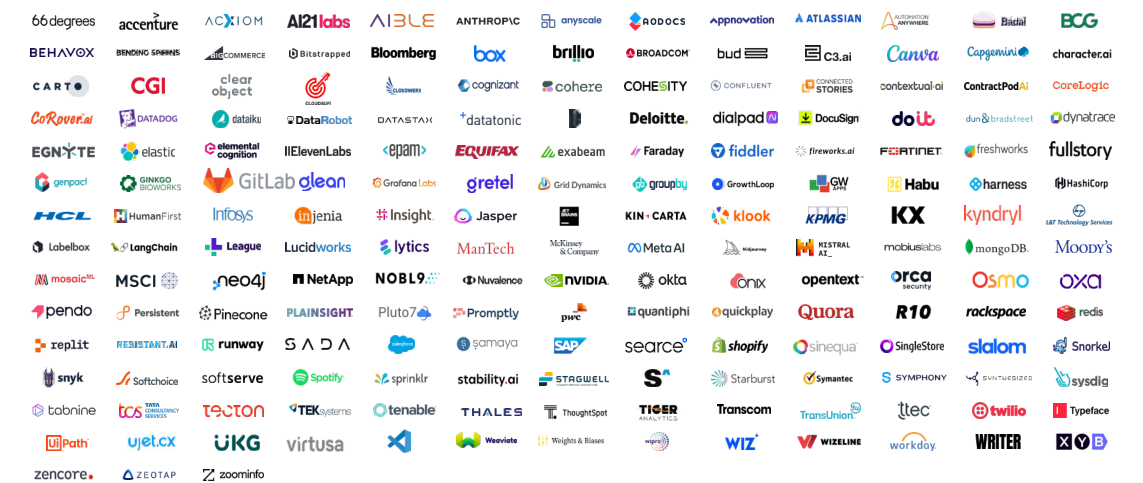 66degrees accenture ACXIOM AI21labs AIBLE ANTHROP\C anyscale AODOCS appnovation ATLASSIAN AUTOMATION ANYWHERE Badal BCG
BEHAVOX BENDING SPOONS BIGCOMMERCE Bitstrapped Bloomberg box brillio BROADCOM bud C3.ai Canva Capgemini character.ai
CARTO CGI clear object CLOUDSUFI CLOUDWERX cognizant cohere COHESITY CONFLUENT CONNECTED STORIES contextual·ai ContractPodAi CoreLogic
CoRover.ai DATADOG dataiku DataRobot DATASTAX datatonic Deloitte. dialpad DocuSign doit dun&bradstreet dynatrace
EGNYTE elastic elemental cognition IIElevenLabs <epam> EQUIFAX exabeam Faraday fiddler fireworks.ai FORTINET freshworks fullstory
genpact GINKGO BIOWORKS GitLab glean Grafana Labs gretel Grid Dynamics groupby GrowthLoop GW APPS Habu harness HashiCorp
HCL HumanFirst Infosys injenia Insight. Jasper JET BRAINS KIN+CARTA klook KPMG KX kyndryl L&T Technology Services
Labelbox LangChain League Lucidworks lytics ManTech McKinsey & Company Meta AI Midjourney MISTRAL AI_ mobiuslabs mongoDB. MOODY'S
mosaicML MSCI neo4j NetApp NOBL9 Nuvalence NVIDIA. okta onix opentext orca security Osmo oxa
pendo Persistent Pinecone PLAINSIGHT Pluto7 Promptly pwc quantiphi quickplay Quora R10 rackspace redis
replit RESISTANT.AI runway SADA salesforce samaya SAP searce shopify sinequa SingleStore slalom Snorkel
snyk Softchoice softserve Spotify sprinklr stability.ai STAGWELL S Starburst Symantec SYMPHONY SYNTHESIZED sysdig
tabnine tcs TATA CONSULTANCY SERVICES TECTON TEKsystems tenable THALES ThoughtSpot TIGER ANALYTICS Transcom TransUnion ttec twilio Typeface
UiPath ujet.cx UKG virtusa Weaviate Weights & Biases wipro WIZ WIZELINE workday. WRITER XYB
zencore. ZEOTAP zoominfo